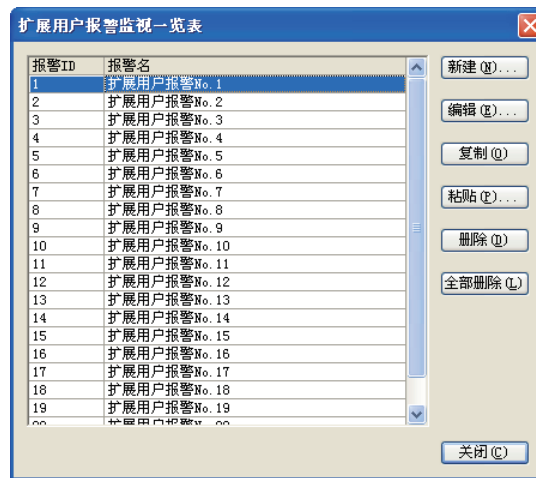 扩展用户报警监视一览表
报警ID 报警名
1 扩展用户报警No.1
2 扩展用户报警No.2
3 扩展用户报警No.3
4 扩展用户报警No.4
5 扩展用户报警No.5
6 扩展用户报警No.6
7 扩展用户报警No.7
8 扩展用户报警No.8
9 扩展用户报警No.9
10 扩展用户报警No.10
11 扩展用户报警No.11
12 扩展用户报警No.12
13 扩展用户报警No.13
14 扩展用户报警No.14
15 扩展用户报警No.15
16 扩展用户报警No.16
17 扩展用户报警No.17
18 扩展用户报警No.18
19 扩展用户报警No.19
新建(N)...
编辑(E)...
复制(O)
粘贴(P)...
删除(D)
全部删除(L)
关闭(C)